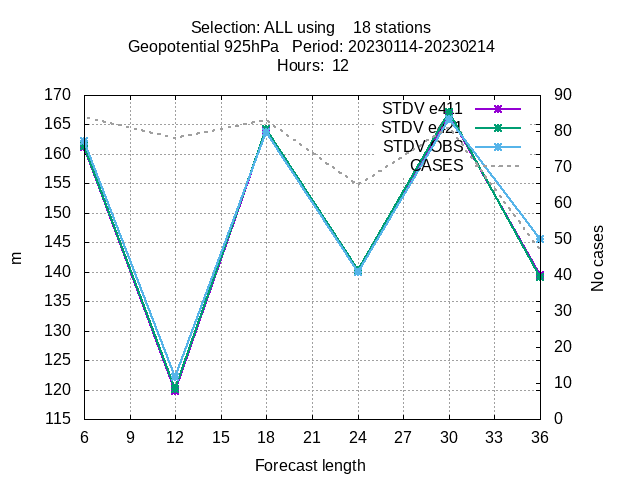 Selection: ALL using 18 stations
Geopotential 925hPa Period: 20230114-20230214
Hours: 12
170
165
160
155
150
145
140
135
130
125
120
115
m
90
80
70
60
50
40
30
20
10
0
No cases
STDV e411
STDV e421
STDV OBS
CASES
6 9 12 15 18 21 24 27 30 33 36
Forecast length